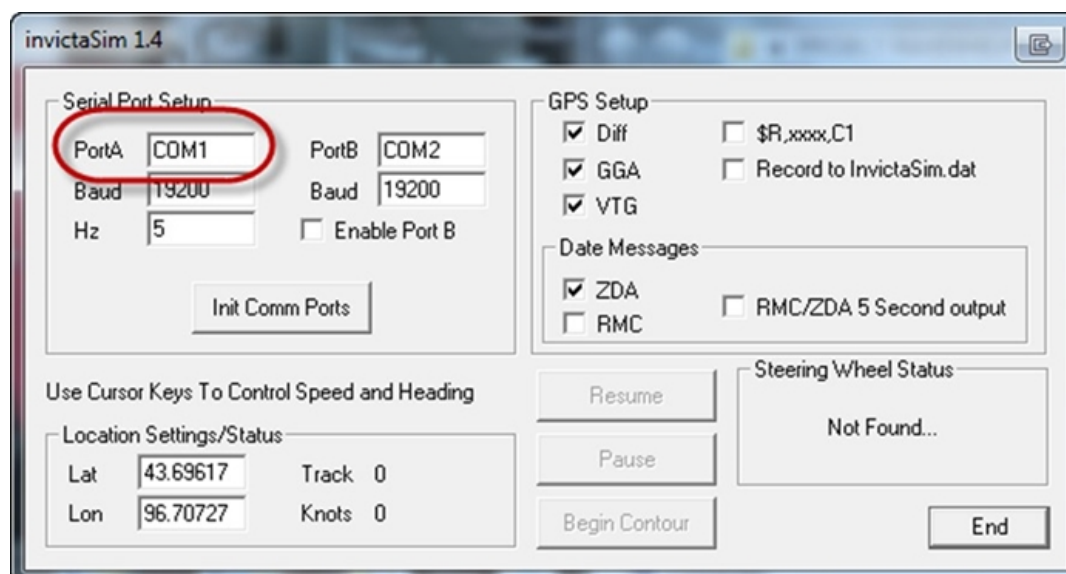 invictaSim 1.4
Serial Port Setup
PortA COM1 PortB COM2
Baud 19200 Baud 19200
Hz 5 Enable Port B
Init Comm Ports
GPS Setup
Diff $R,xxxx,C1
GGA Record to InvictaSim.dat
VTG
Date Messages
ZDA
RMC/ZDA 5 Second output
RMC
Use Cursor Keys To Control Speed and Heading
Location Settings/Status
Lat 43.69617 Track 0
Lon 96.70727 Knots 0
Resume
Pause
Begin Contour
Steering Wheel Status
Not Found...
End